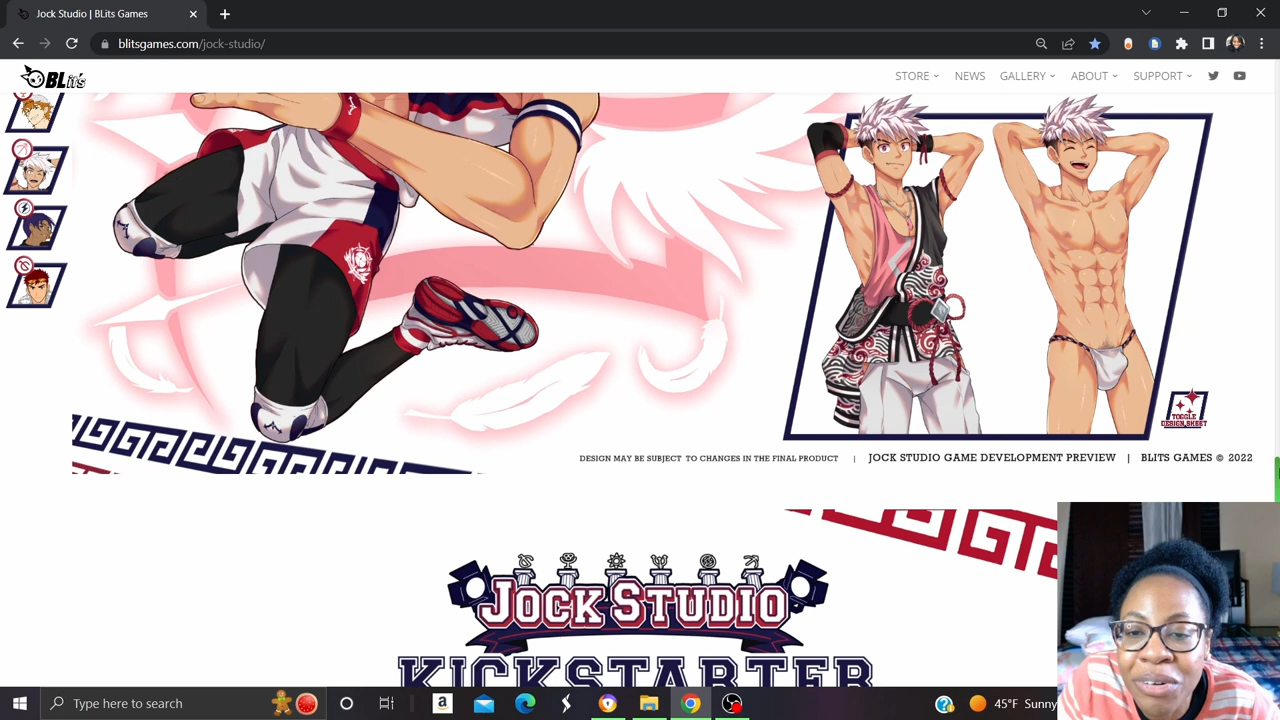 Jock Studio | BLits Games
blitsgames.com/jock-studio/
BLits
STORE
NEWS
GALLERY
ABOUT
SUPPORT
TOGGLE
DESIGN SHEET
DESIGN MAY BE SUBJECT TO CHANGES IN THE FINAL PRODUCT | JOCK STUDIO GAME DEVELOPMENT PREVIEW | BLITS GAMES © 2022
JOCK STUDIO
KICKSTARTER
Type here to search
45°F Sunny